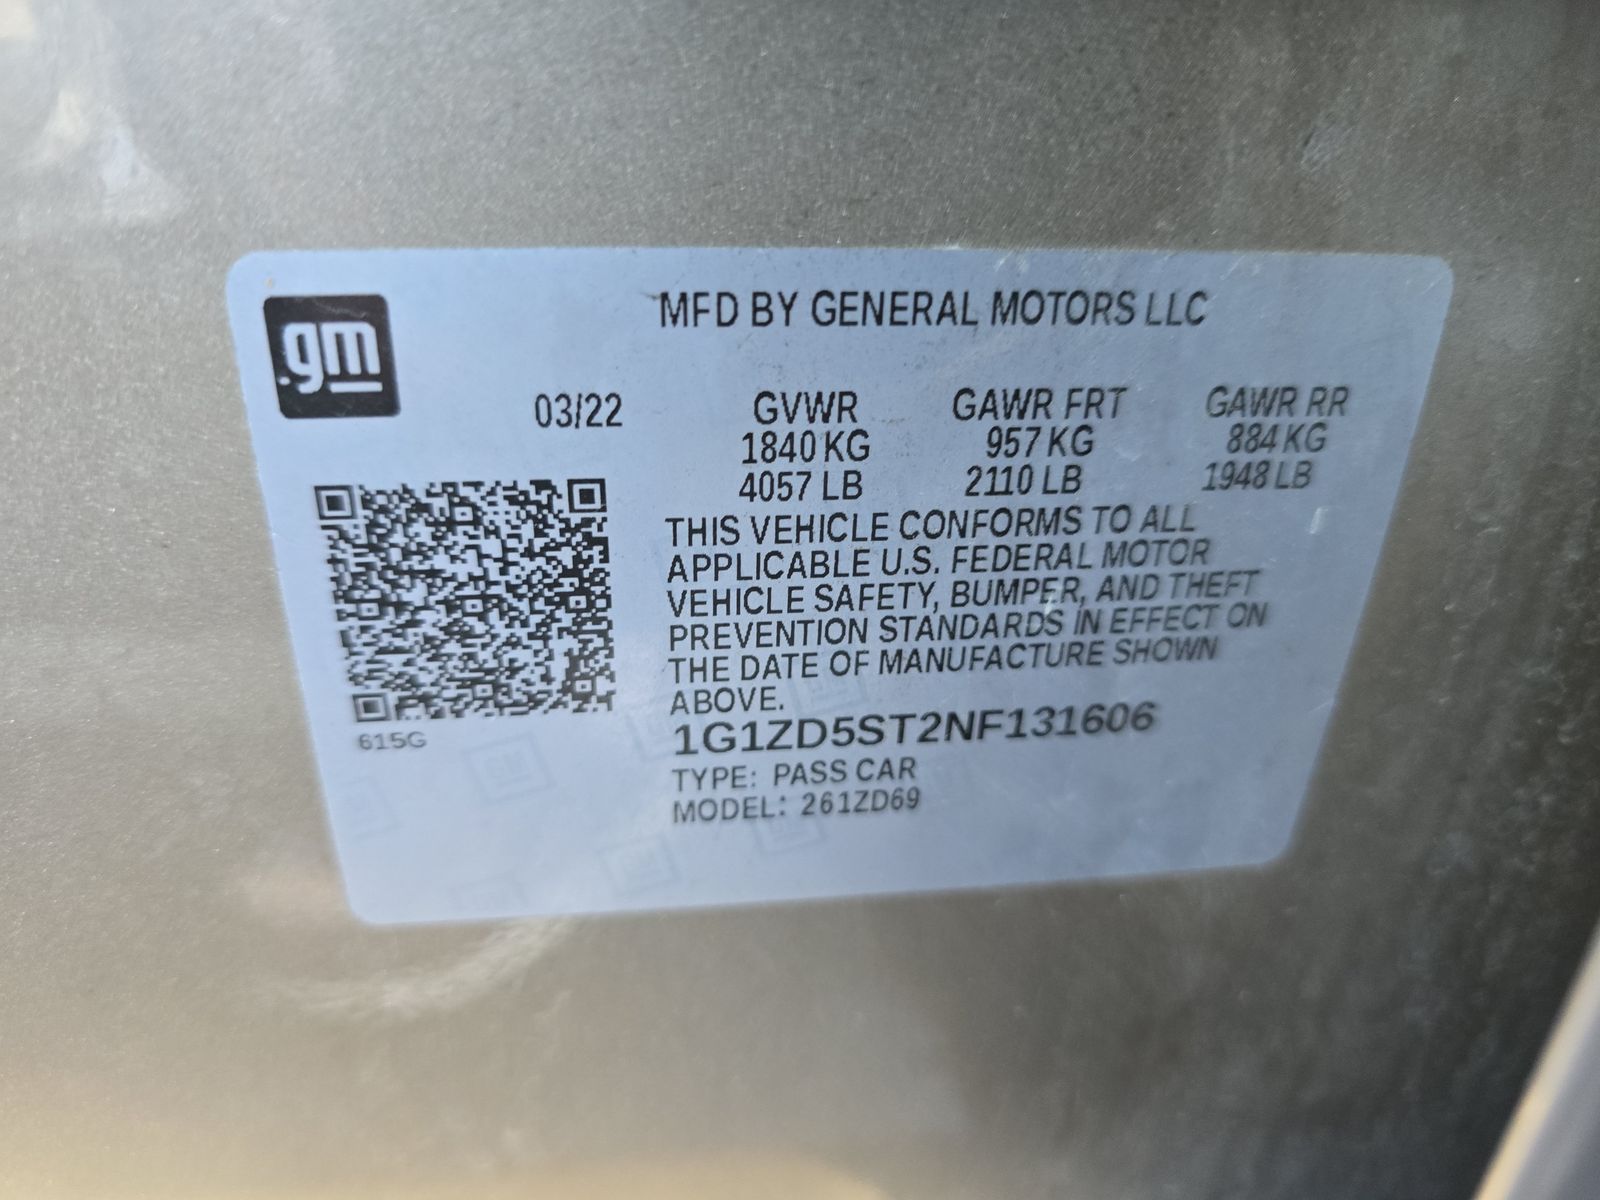 gm
MFD BY GENERAL MOTORS LLC
03/22 GVWR GAWR FRT GAWR RR
1840 KG 957 KG 884 KG
4057 LB 2110 LB 1948 LB
THIS VEHICLE CONFORMS TO ALL
APPLICABLE U.S. FEDERAL MOTOR
VEHICLE SAFETY, BUMPER, AND THEFT
PREVENTION STANDARDS IN EFFECT ON
THE DATE OF MANUFACTURE SHOWN
ABOVE.
615G
1G1ZD5ST2NF131606
TYPE: PASS CAR
MODEL: 261ZD69